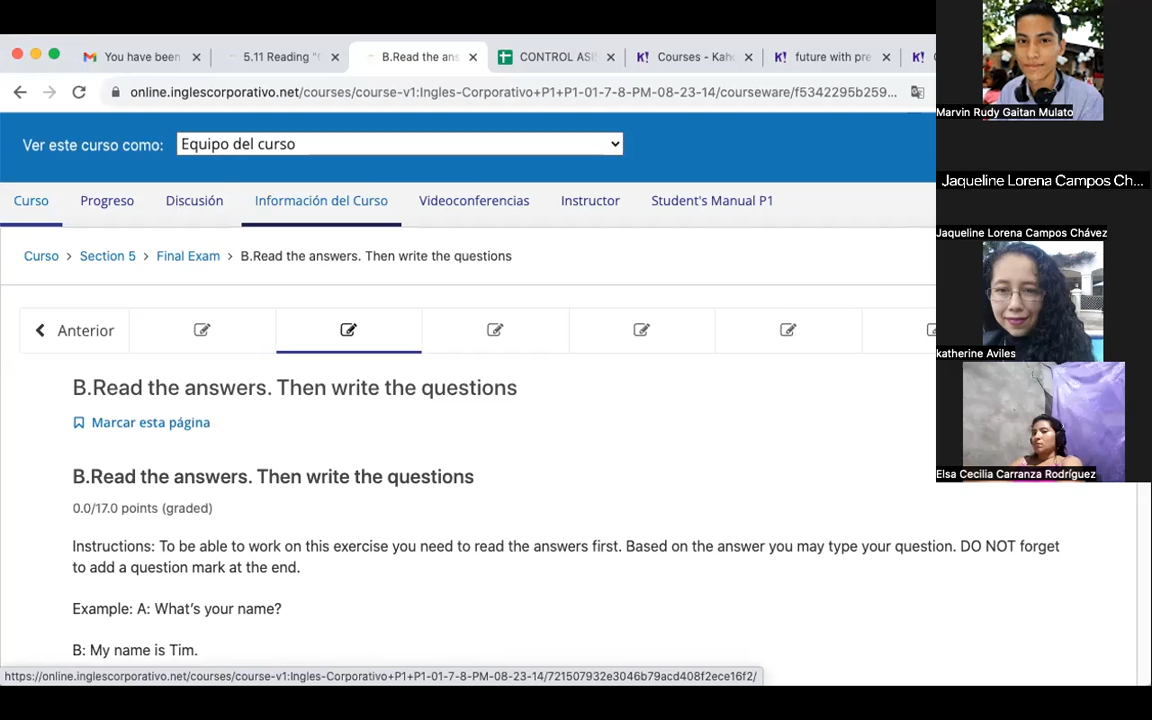 You have been
5.11 Reading "
B.Read the ans
CONTROL ASI
Courses - Kah
future with pre
online.inglescorporativo.net/courses/course-v1:Ingles-Corporativo+P1+P1-01-7-8-PM-08-23-14/courseware/f5342295b259...
Ver este curso como:
Equipo del curso
Curso
Progreso
Discusión
Información del Curso
Videoconferencias
Instructor
Student's Manual P1
Curso > Section 5 > Final Exam > B.Read the answers. Then write the questions
Anterior
B.Read the answers. Then write the questions
Marcar esta página
B.Read the answers. Then write the questions
0.0/17.0 points (graded)
Instructions: To be able to work on this exercise you need to read the answers first. Based on the answer you may type your question. DO NOT forget
to add a question mark at the end.
Example: A: What's your name?
B: My name is Tim.
https://online.inglescorporativo.net/courses/course-v1:Ingles-Corporativo+P1+P1-01-7-8-PM-08-23-14/721507932e3046b79acd408f2ece16f2/
Marvin Rudy Gaitan Mulato
Jaqueline Lorena Campos Ch...
Jaqueline Lorena Campos Chávez
katherine Aviles
Elsa Cecilia Carranza Rodríguez